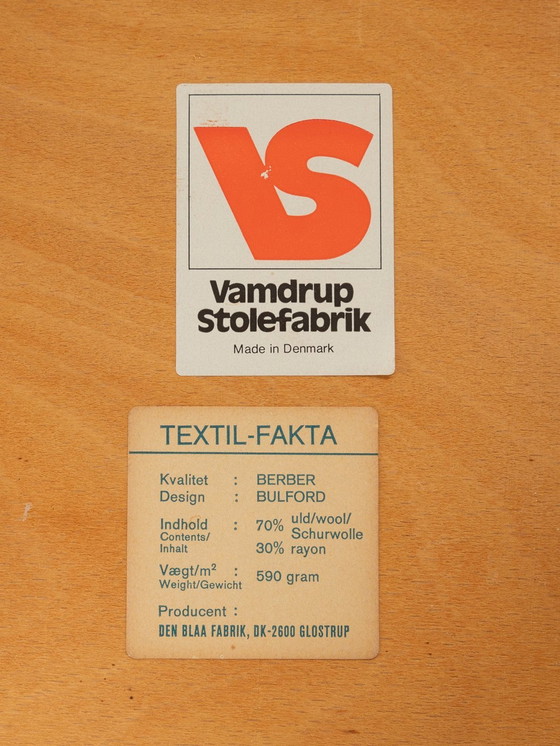 VS
Vamdrup
Stolefabrik
Made in Denmark
TEXTIL-FAKTA
Kvalitet : BERBER
Design : BULFORD
Indhold : 70% uld/wool/
Contents/ Schurwolle
Inhalt 30% rayon
Vægt/m² : 590 gram
Weight/Gewicht
Producent :
DEN BLAA FABRIK, DK-2600 GLOSTRUP